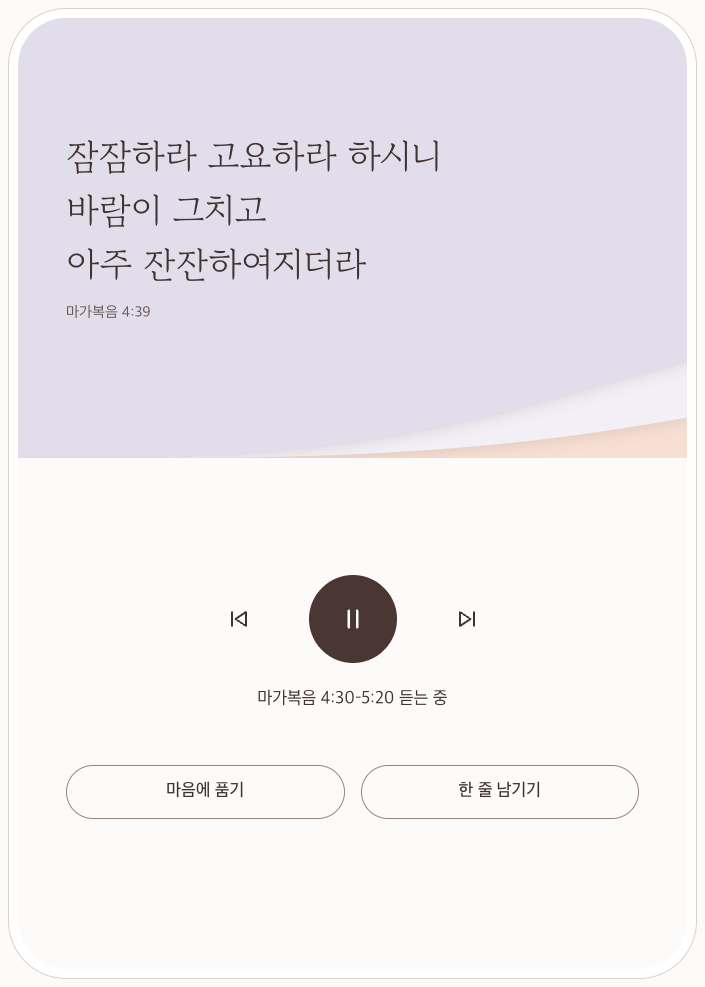 잠잠하라 고요하라 하시니
바람이 그치고
아주 잔잔하여지더라
마가복음 4:39
마가복음 4:30-5:20 듣는 중
마음에 품기
한 줄 남기기